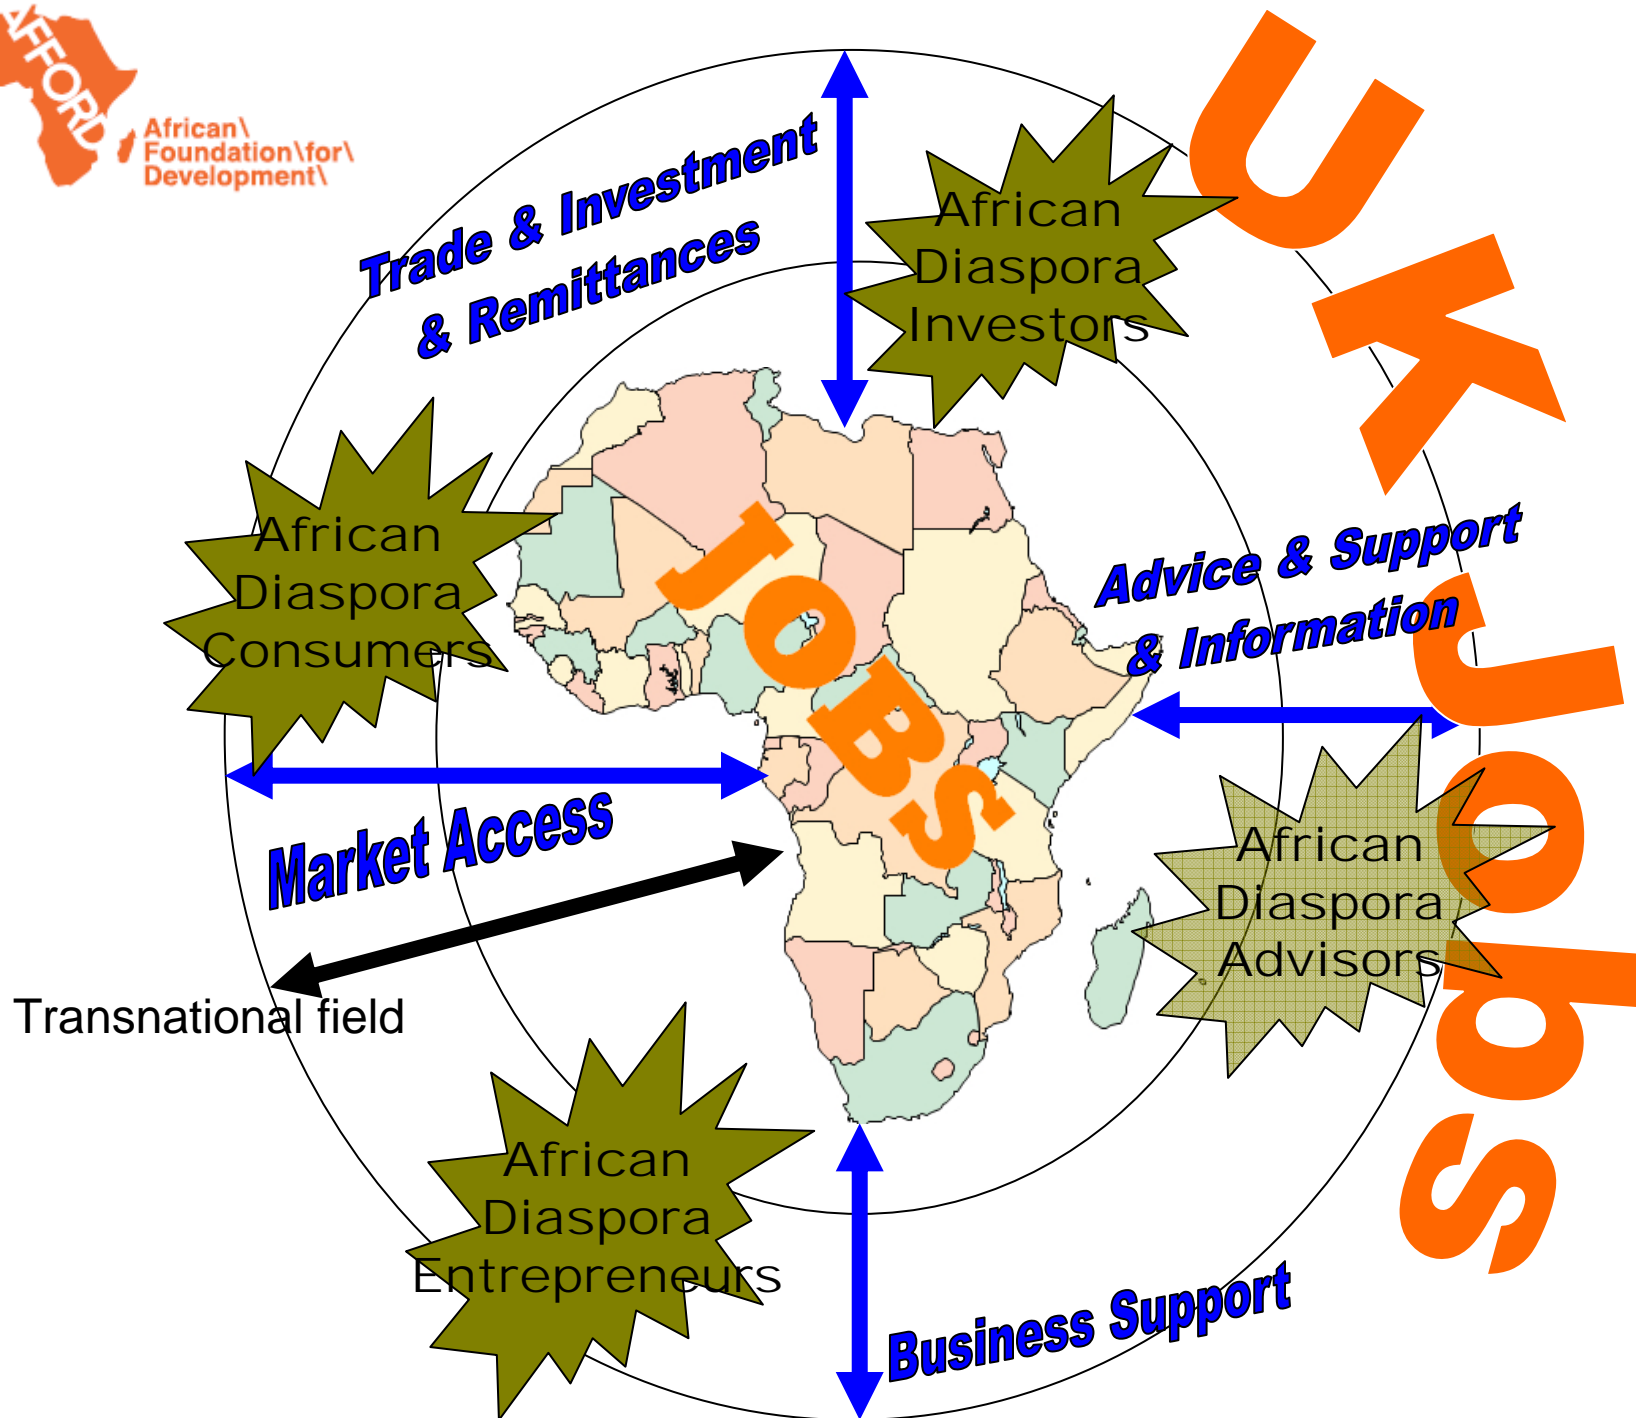 AFFORD
African\
Foundation\for\
Development\
Trade & Investment
& Remittances
African
Diaspora
Investors
UK Jobs
African
Diaspora
Consumers
JOBS
Advice & Support
& Information
Market Access
African
Diaspora
Advisors
Transnational field
African
Diaspora
Entrepreneurs
Business Support